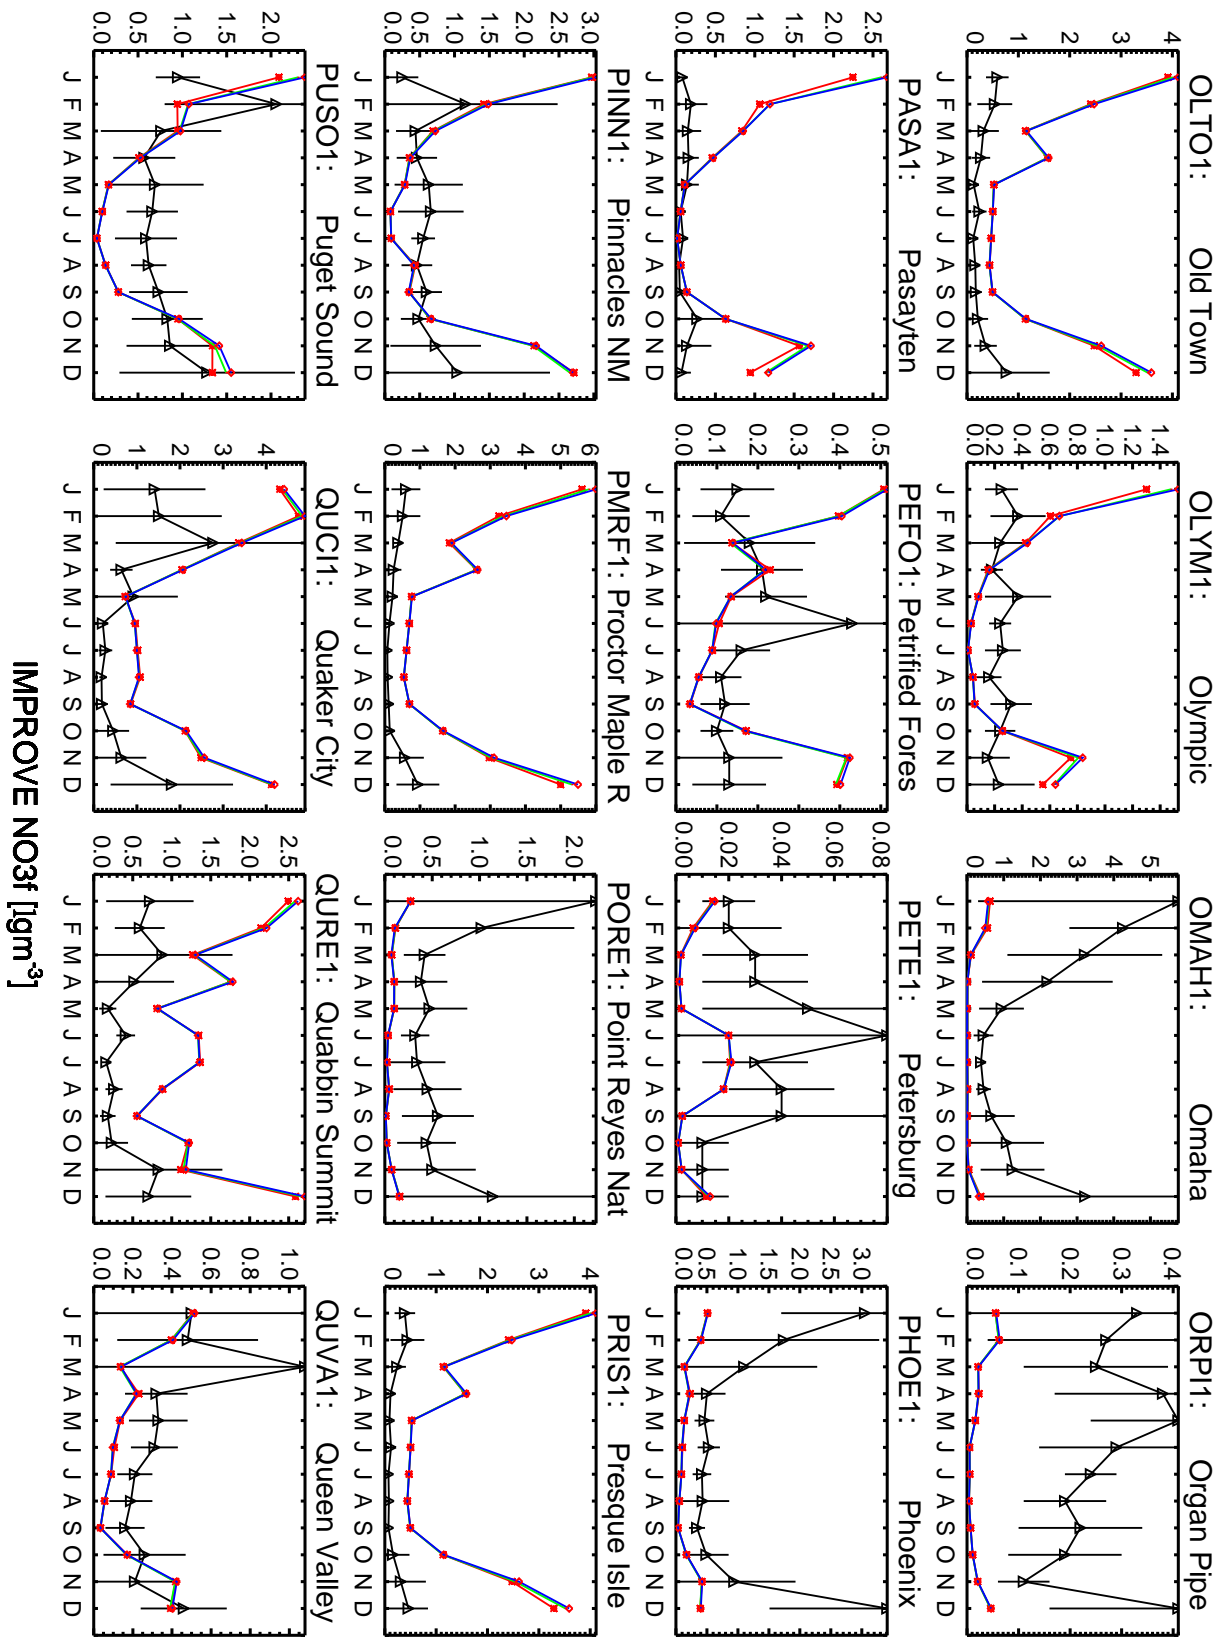 OLTO1: Old Town
4
3
2
1
0
J F M A M J J A S O N D
OLYM1: Olympic
1.4
1.2
1.0
0.8
0.6
0.4
0.2
0.0
J F M A M J J A S O N D
OMAH1: Omaha
5
4
3
2
1
0
J F M A M J J A S O N D
ORPI1: Organ Pipe
0.4
0.3
0.2
0.1
0.0
J F M A M J J A S O N D
PASA1: Pasayten
2.5
2.0
1.5
1.0
0.5
0.0
J F M A M J J A S O N D
PEFO1: Petrified Fores
0.5
0.4
0.3
0.2
0.1
0.0
J F M A M J J A S O N D
PETE1: Petersburg
0.08
0.06
0.04
0.02
0.00
J F M A M J J A S O N D
PHOE1: Phoenix
3.0
2.5
2.0
1.5
1.0
0.5
0.0
J F M A M J J A S O N D
PINN1: Pinnacles NM
3.0
2.5
2.0
1.5
1.0
0.5
0.0
J F M A M J J A S O N D
PMRF1: Proctor Maple R
6
5
4
3
2
1
0
J F M A M J J A S O N D
PORE1: Point Reyes Nat
2.0
1.5
1.0
0.5
0.0
J F M A M J J A S O N D
PRIS1: Presque Isle
4
3
2
1
0
J F M A M J J A S O N D
PUSO1: Puget Sound
2.0
1.5
1.0
0.5
0.0
J F M A M J J A S O N D
QUCI1: Quaker City
4
3
2
1
0
J F M A M J J A S O N D
QURE1: Quabbin Summit
2.5
2.0
1.5
1.0
0.5
0.0
J F M A M J J A S O N D
QUVA1: Queen Valley
1.0
0.8
0.6
0.4
0.2
0.0
J F M A M J J A S O N D
IMPROVE NO3f [1gm-3]